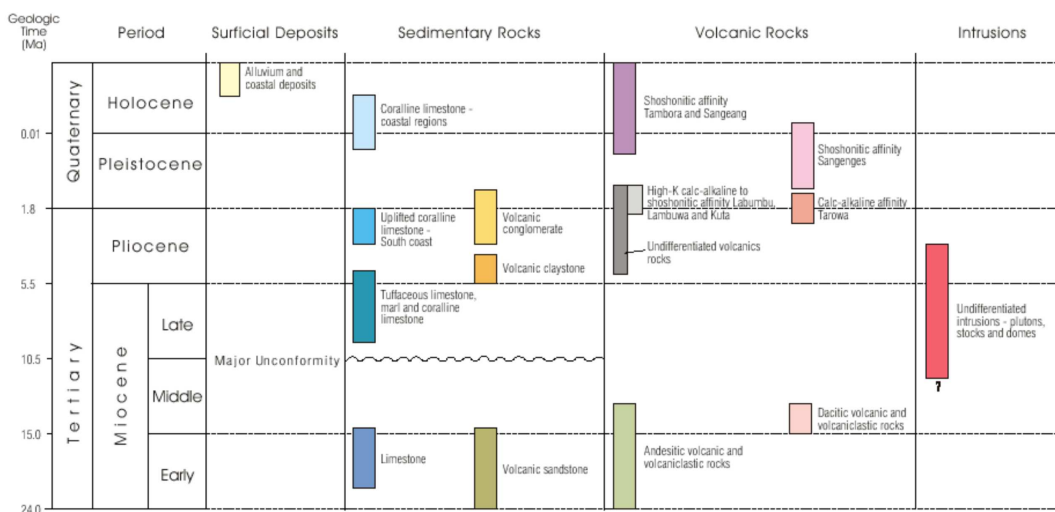 Geologic
Time
(Ma)
Period
Surficial Deposits
Sedimentary Rocks
Volcanic Rocks
Intrusions
Quaternary
Holocene
Alluvium and
coastal deposits
Coralline limestone -
coastal regions
Shoshonitic affinity
Tambora and Sangeang
0.01
Pleistocene
Shoshonitic affinity
Sangenges
High-K calc-alkaline to
shoshonitic affinity Labumbu,
Lambuwa and Kuta
1.8
Tertiary
Pliocene
Uplifted coralline
limestone -
South coast
Volcanic
conglomerate
Calc-alkaline affinity
Tarowa
Undifferentiated volcanics
rocks
Volcanic claystone
5.5
Miocene
Late
Tuffaceous limestone,
marl and coralline
limestone
Undifferentiated
intrusions - plutons,
stocks and domes
10.5
Major Unconformity
Middle
?
Dacitic volcanic and
volcaniclastic rocks
15.0
Early
Limestone
Volcanic sandstone
Andesitic volcanic and
volcaniclastic rocks
24.0